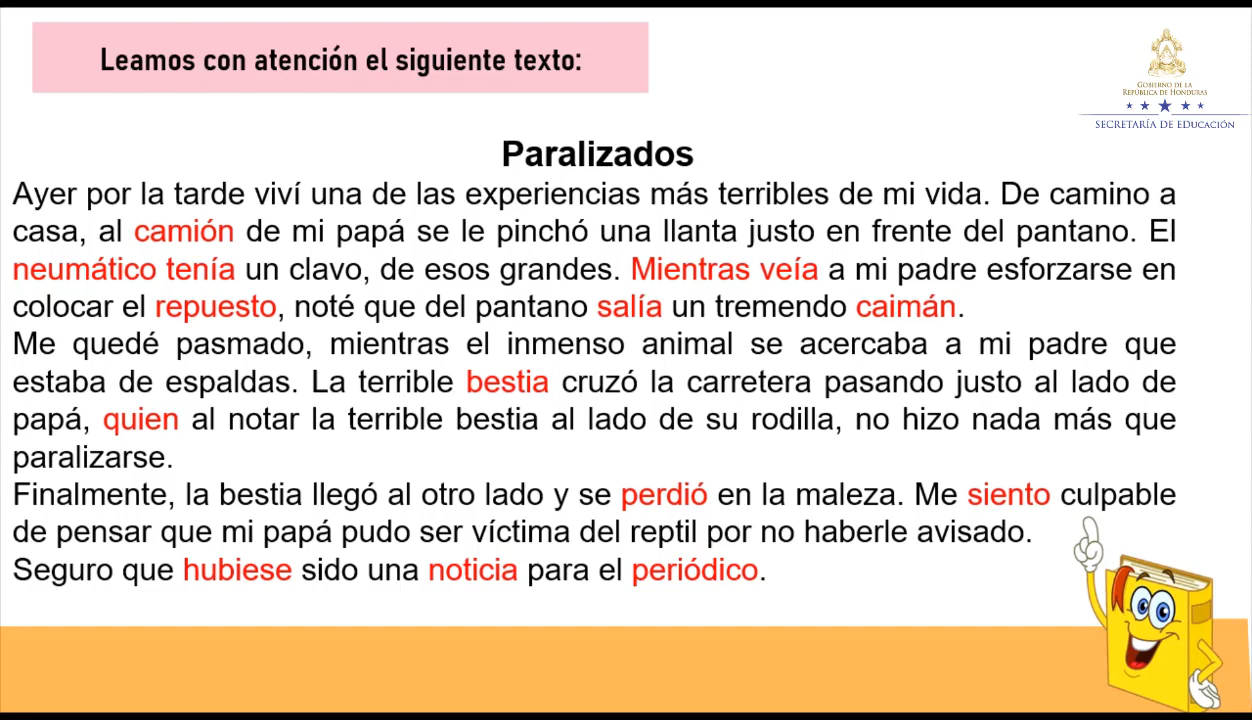 Leamos con atención el siguiente texto:
GOBIERNO DE LA
REPÚBLICA DE HONDURAS
SECRETARÍA DE EDUCACIÓN
Paralizados
Ayer por la tarde viví una de las experiencias más terribles de mi vida. De camino a
casa, al camión de mi papá se le pinchó una llanta justo en frente del pantano. El
neumático tenía un clavo, de esos grandes. Mientras veía a mi padre esforzarse en
colocar el repuesto, noté que del pantano salía un tremendo caimán.
Me quedé pasmado, mientras el inmenso animal se acercaba a mi padre que
estaba de espaldas. La terrible bestia cruzó la carretera pasando justo al lado de
papá, quien al notar la terrible bestia al lado de su rodilla, no hizo nada más que
paralizarse.
Finalmente, la bestia llegó al otro lado y se perdió en la maleza. Me siento culpable
de pensar que mi papá pudo ser víctima del reptil por no haberle avisado.
Seguro que hubiese sido una noticia para el periódico.